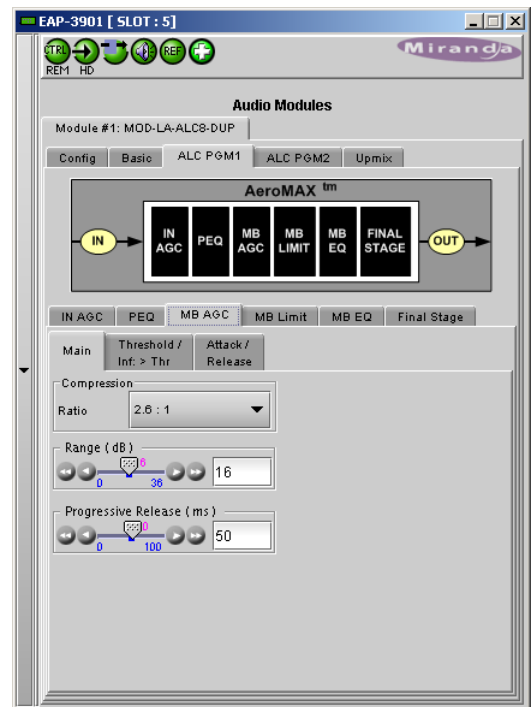 EAP-3901 [ SLOT : 5]
CTRL REF
REM HD
Miranda
Audio Modules
Module #1: MOD-LA-ALC8-DUP
Config Basic ALC PGM1 ALC PGM2 Upmix
AeroMAX tm
IN IN AGC PEQ MB AGC MB LIMIT MB EQ FINAL STAGE OUT
IN AGC PEQ MB AGC MB Limit MB EQ Final Stage
Main Threshold / Inf: > Thr Attack / Release
Compression
Ratio 2.6 : 1
Range ( dB )
6
16
0 36
Progressive Release ( ms )
0
50
0 100